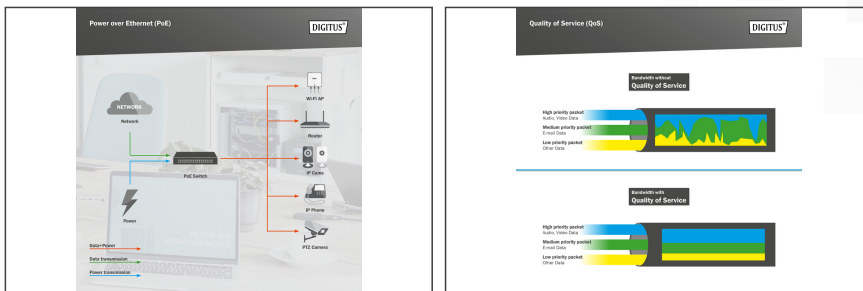 Power over Ethernet (PoE)
DIGITUS®
NETWORK
Network
Wi-Fi AP
Router
PoE Switch
IP Cams
Power
IP Phone
PTZ Camera
Data+Power
Data transmission
Power transmission
Quality of Service (QoS)
DIGITUS®
Bandwidth without
Quality of Service
High priority packet
Audio, Video Data
Medium priority packet
E-mail Data
Low priority packet
Other Data
Bandwidth with
Quality of Service
High priority packet
Audio, Video Data
Medium priority packet
E-mail Data
Low priority packet
Other Data